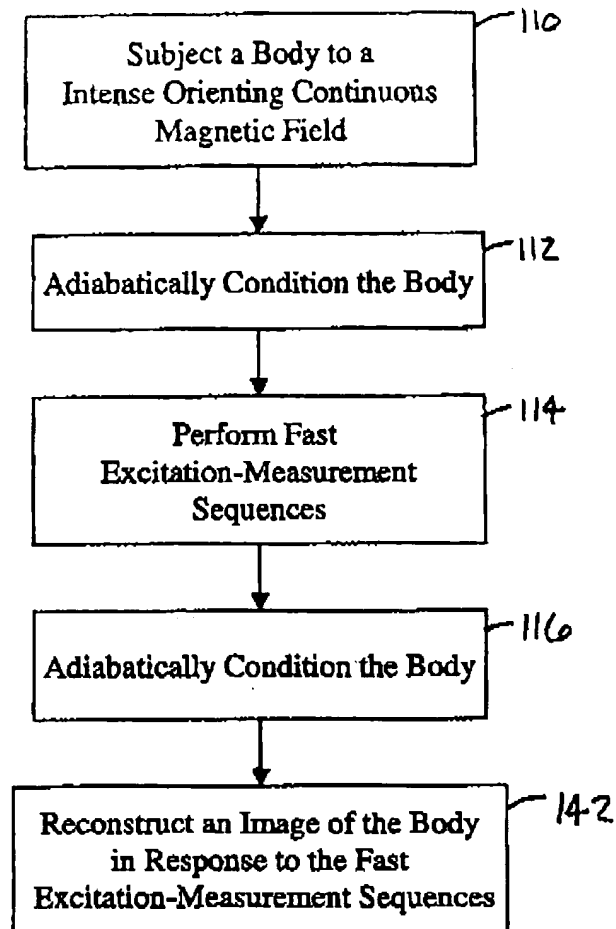 110
Subject a Body to a
Intense Orienting Continuous
Magnetic Field
112
Adiabatically Condition the Body
114
Perform Fast
Excitation-Measurement
Sequences
116
Adiabatically Condition the Body
142
Reconstruct an Image of the Body
in Response to the Fast
Excitation-Measurement Sequences